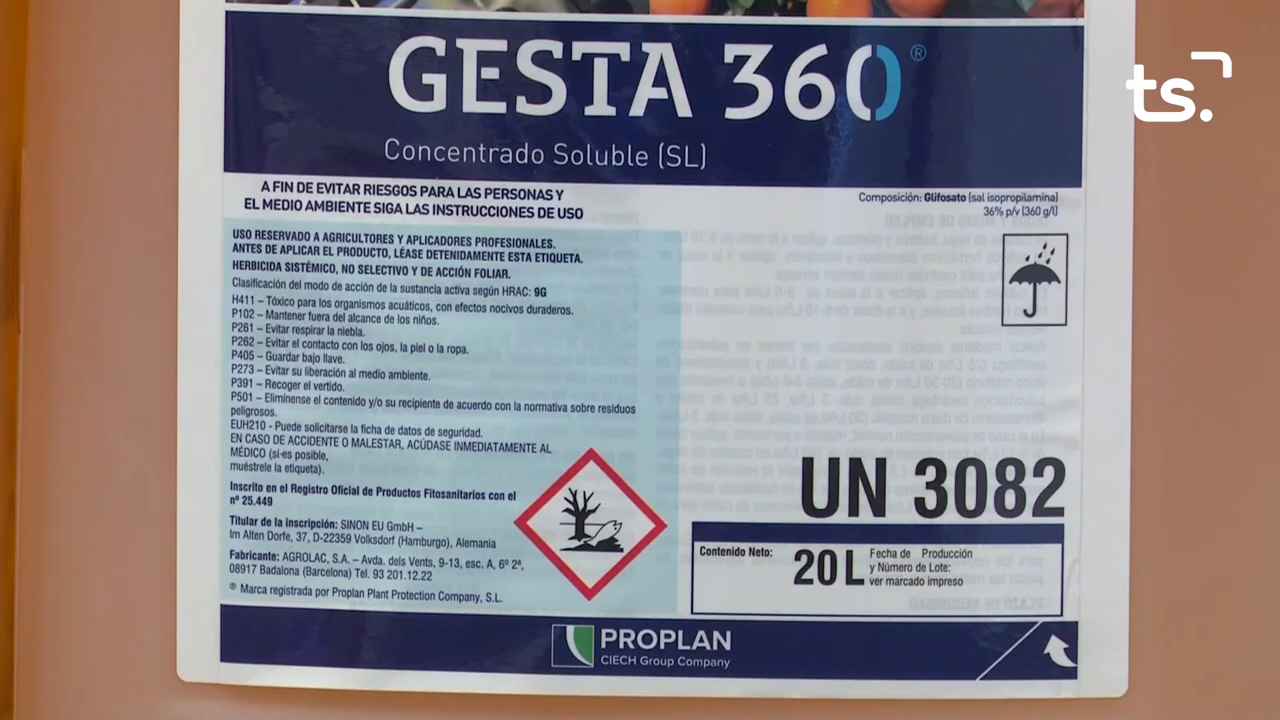 GESTA 360®
ts.
Concentrado Soluble (SL)
A FIN DE EVITAR RIESGOS PARA LAS PERSONAS Y
EL MEDIO AMBIENTE SIGA LAS INSTRUCCIONES DE USO
Composición: Glifosato (sal isopropilamina)
36% p/v (360 g/l)
USO RESERVADO A AGRICULTORES Y APLICADORES PROFESIONALES.
ANTES DE APLICAR EL PRODUCTO, LÉASE DETENIDAMENTE ESTA ETIQUETA.
HERBICIDA SISTÉMICO, NO SELECTIVO Y DE ACCIÓN FOLIAR.
Clasificación del modo de acción de la sustancia activa según HRAC: 9G
H411 – Tóxico para los organismos acuáticos, con efectos nocivos duraderos.
P102 – Mantener fuera del alcance de los niños.
P261 – Evitar respirar la niebla.
P262 – Evitar el contacto con los ojos, la piel o la ropa.
P405 – Guardar bajo llave.
P273 – Evitar su liberación al medio ambiente.
P391 – Recoger el vertido.
P501 – Elimínense el contenido y/o su recipiente de acuerdo con la normativa sobre residuos
peligrosos.
EUH210 - Puede solicitarse la ficha de datos de seguridad.
EN CASO DE ACCIDENTE O MALESTAR, ACÚDASE INMEDIATAMENTE AL
MÉDICO (si es posible,
muéstrele la etiqueta).
Inscrito en el Registro Oficial de Productos Fitosanitarios con el
nº 25.449
Titular de la inscripción: SINON EU GmbH –
Im Alten Dorfe, 37, D-22359 Volksdorf (Hamburgo), Alemania
Fabricante: AGROLAC, S.A. – Avda. dels Vents, 9-13, esc. A, 6º 2ª,
08917 Badalona (Barcelona) Tel. 93 201.12.22
® Marca registrada por Proplan Plant Protection Company, S.L.
UN 3082
Contenido Neto: 20 L
Fecha de Producción
y Número de Lote:
ver marcado impreso
PROPLAN
CIECH Group Company